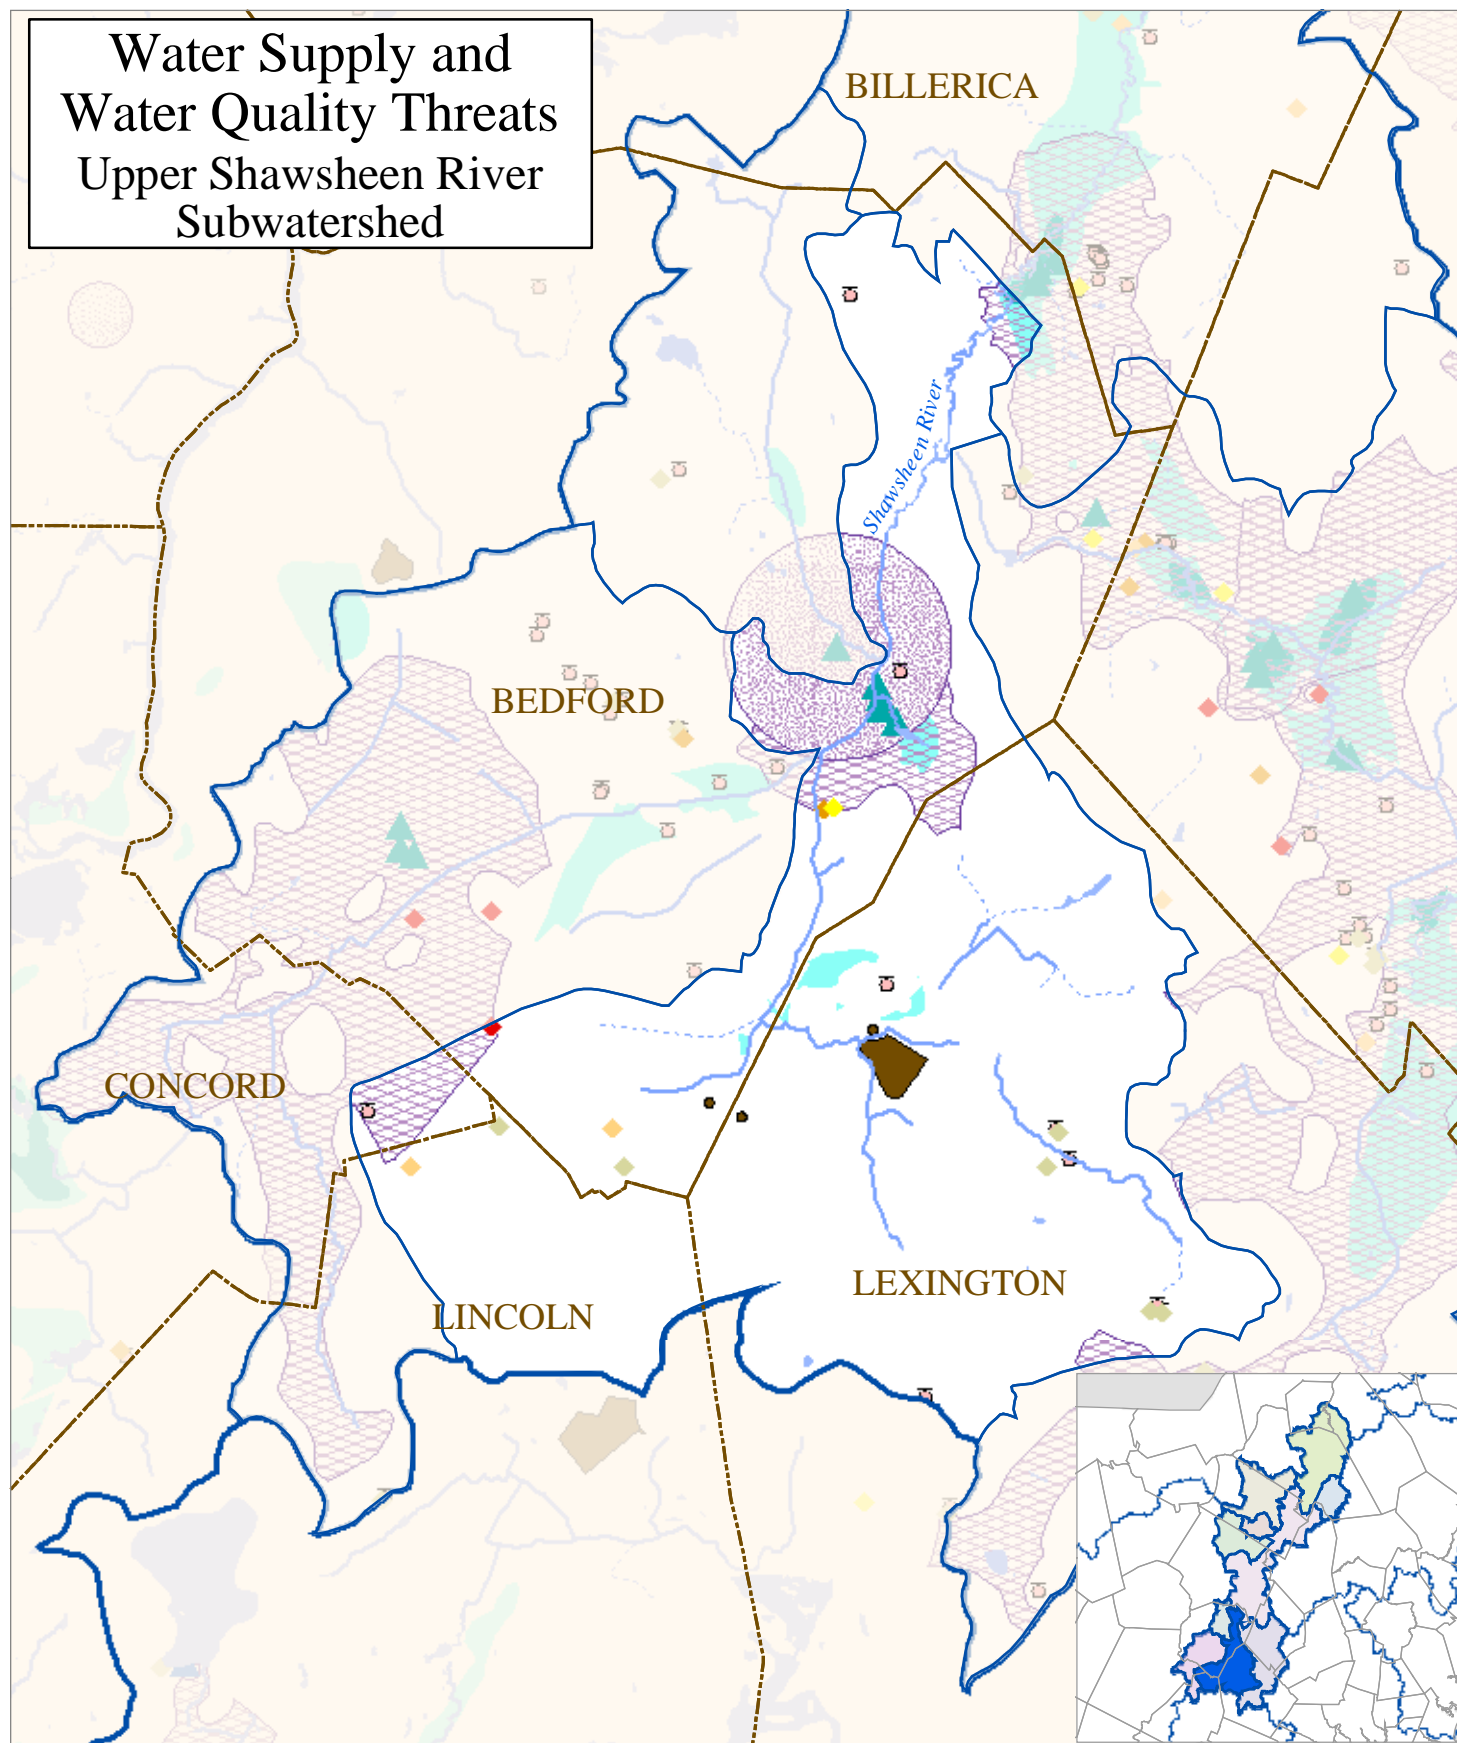 Water Supply and
Water Quality Threats
Upper Shawsheen River
Subwatershed
BILLERICA
Shawsheen River
BEDFORD
CONCORD
LEXINGTON
LINCOLN